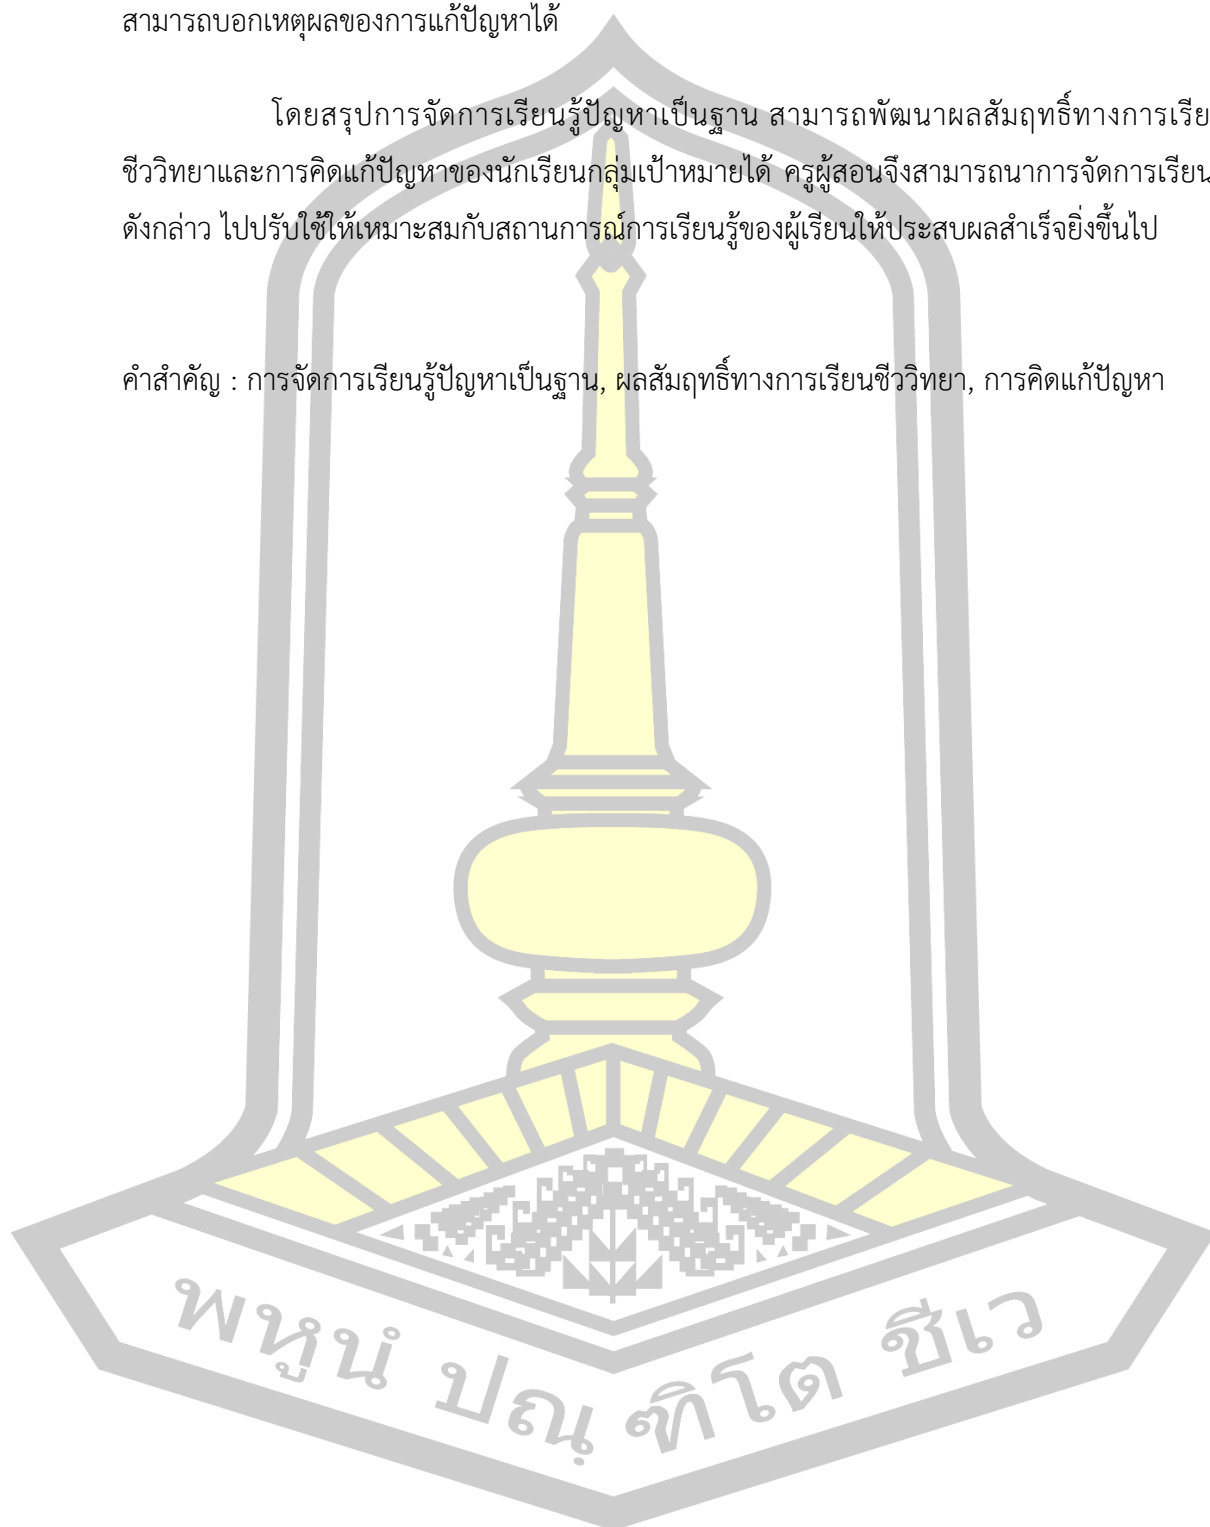 สามารถบอกเหตุผลของการแก้ปัญหาได้
โดยสรุปการจัดการเรียนรู้ปัญหาเป็นฐาน สามารถพัฒนาผลสัมฤทธิ์ทางการเรีย
ชีววิทยาและการคิดแก้ปัญหาของนักเรียนกลุ่มเป้าหมายได้ ครูผู้สอนจึงสามารถนาการจัดการเรียน
ดังกล่าว ไปปรับใช้ให้เหมาะสมกับสถานการณ์การเรียนรู้ของผู้เรียนให้ประสบผลสำเร็จยิ่งขึ้นไป
คำสำคัญ : การจัดการเรียนรู้ปัญหาเป็นฐาน, ผลสัมฤทธิ์ทางการเรียนชีววิทยา, การคิดแก้ปัญหา
พหูนํ ปณฺฑิโต ชีเว